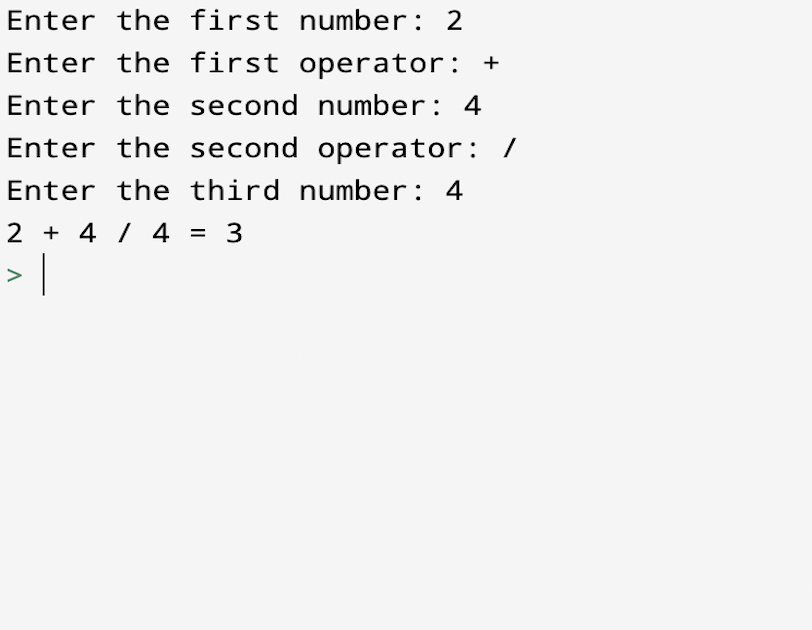 Enter the first number: 2
Enter the first operator: +
Enter the second number: 4
Enter the second operator: /
Enter the third number: 4
2 + 4 / 4 = 3
>